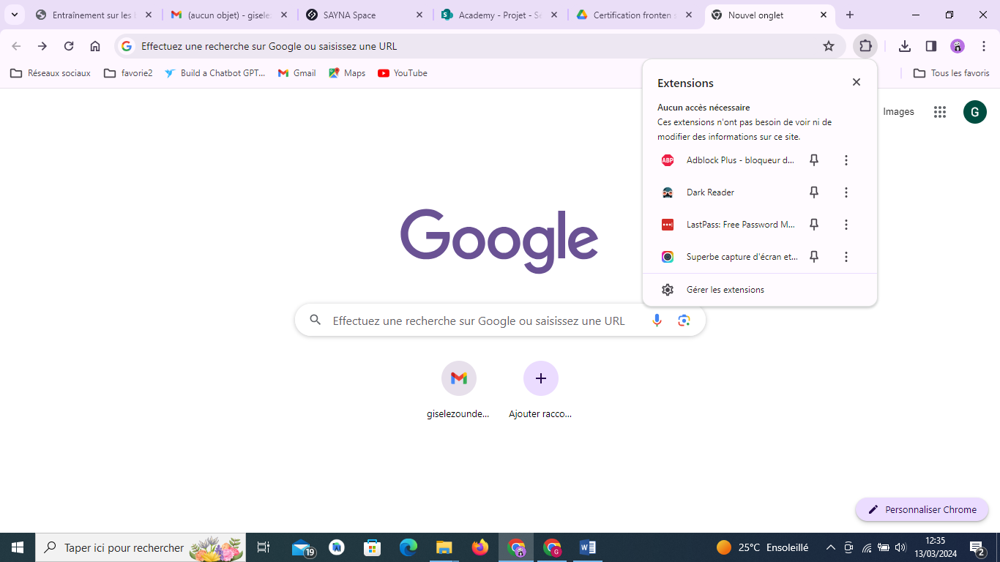 Entraînement sur les
(aucun objet) - gisele
SAYNA Space
Academy - Projet - Sé
Certification fronten
Nouvel onglet
Effectuez une recherche sur Google ou saisissez une URL
Réseaux sociaux
favorie2
Build a Chatbot GPT...
Gmail
Maps
YouTube
Tous les favoris
Extensions
Aucun accès nécessaire
Ces extensions n'ont pas besoin de voir ni de
modifier des informations sur ce site.
ABP
Adblock Plus - bloqueur d...
Dark Reader
LastPass: Free Password M...
Superbe capture d'écran et...
Gérer les extensions
Images
G
Google
Effectuez une recherche sur Google ou saisissez une URL
giselezounde...
Ajouter racco...
Personnaliser Chrome
Taper ici pour rechercher
19
G
25°C Ensoleillé
12:35
13/03/2024
2